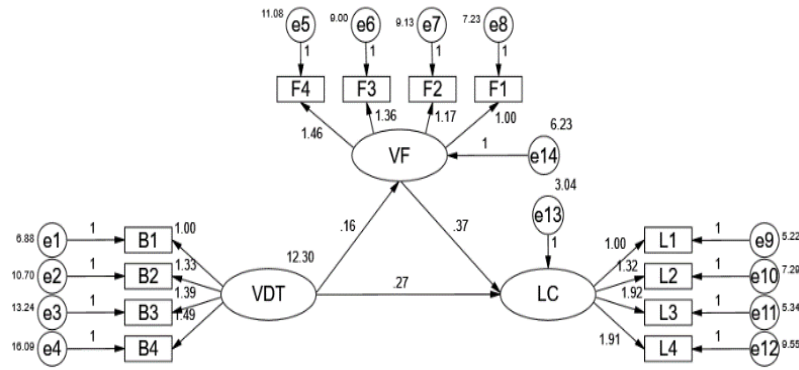 11.08 e5 9.00 e6 9.13 e7 7.23 e8
1 1 1 1
F4 F3 F2 F1
1.46 1.36 1.17 1.00
VF 1 e14 6.23
3.04
e13
1
.16 .37
6.88 e1 1 B1 1.00
10.70 e2 1 B2 1.33
13.24 e3 1 B3 1.39
16.09 e4 1 B4 1.49
12.30
VDT .27 LC
1.00 L1 1 e9 5.22
1.32 L2 1 e10 7.29
1.92 L3 1 e11 5.34
1.91 L4 1 e12 9.55